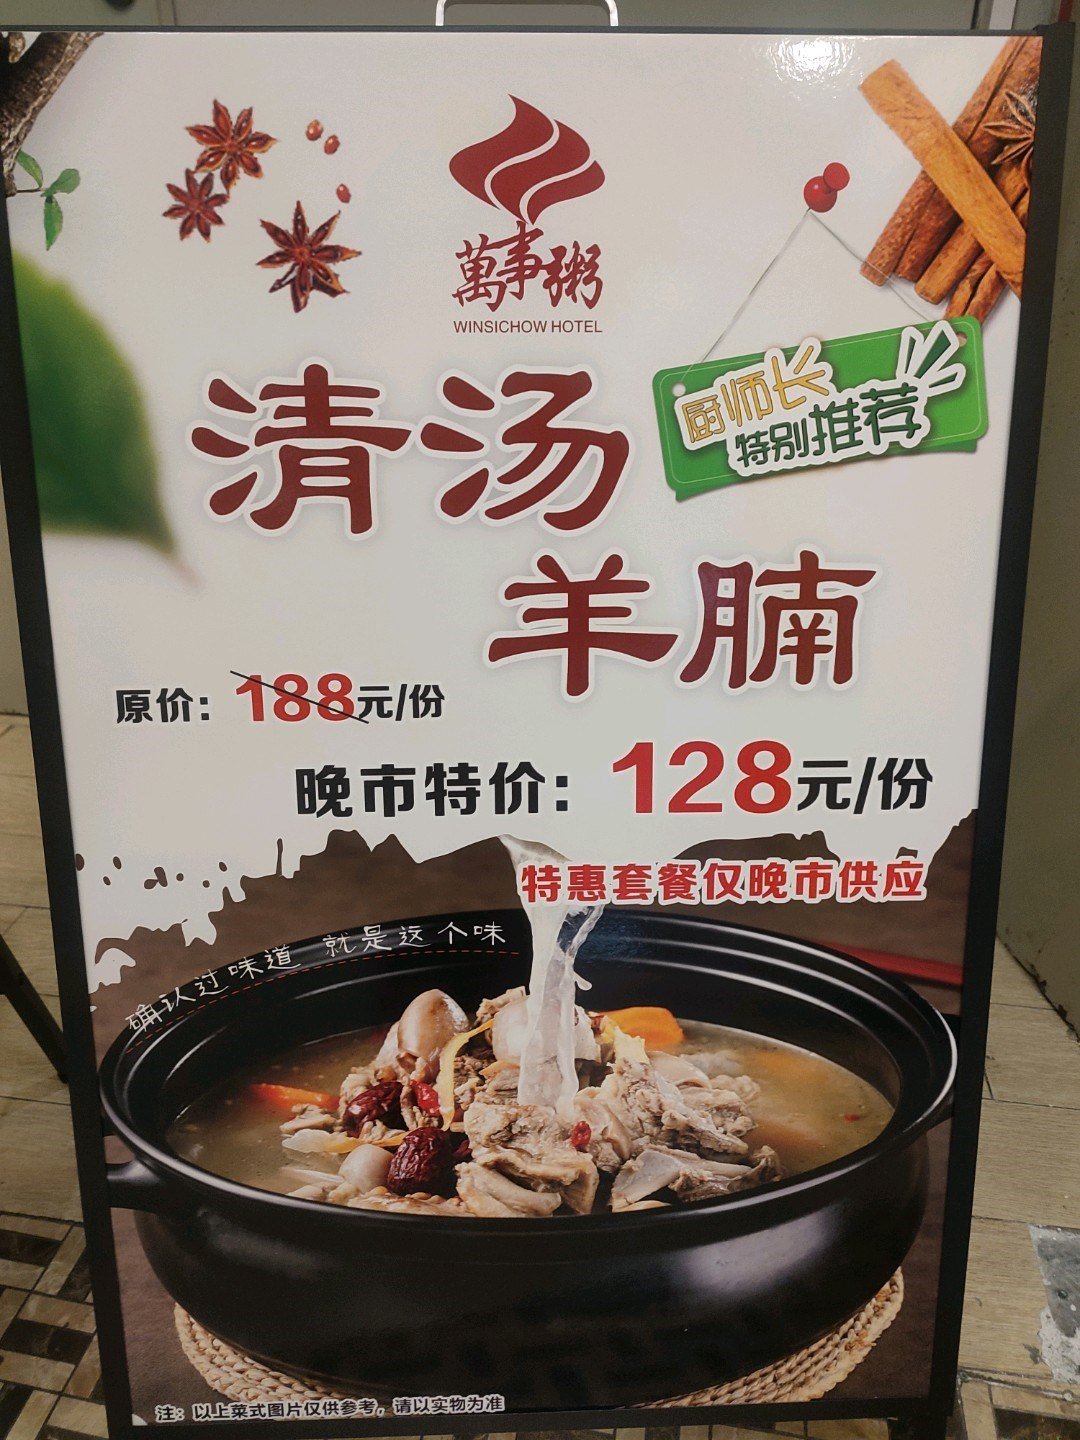 萬事粥
WINSICHOW HOTEL
厨师长
特别推荐
清汤
羊腩
原价：188元/份
晚市特价：128元/份
特惠套餐仅晚市供应
确认过味道 就是这个味
注：以上菜式图片仅供参考，请以实物为准